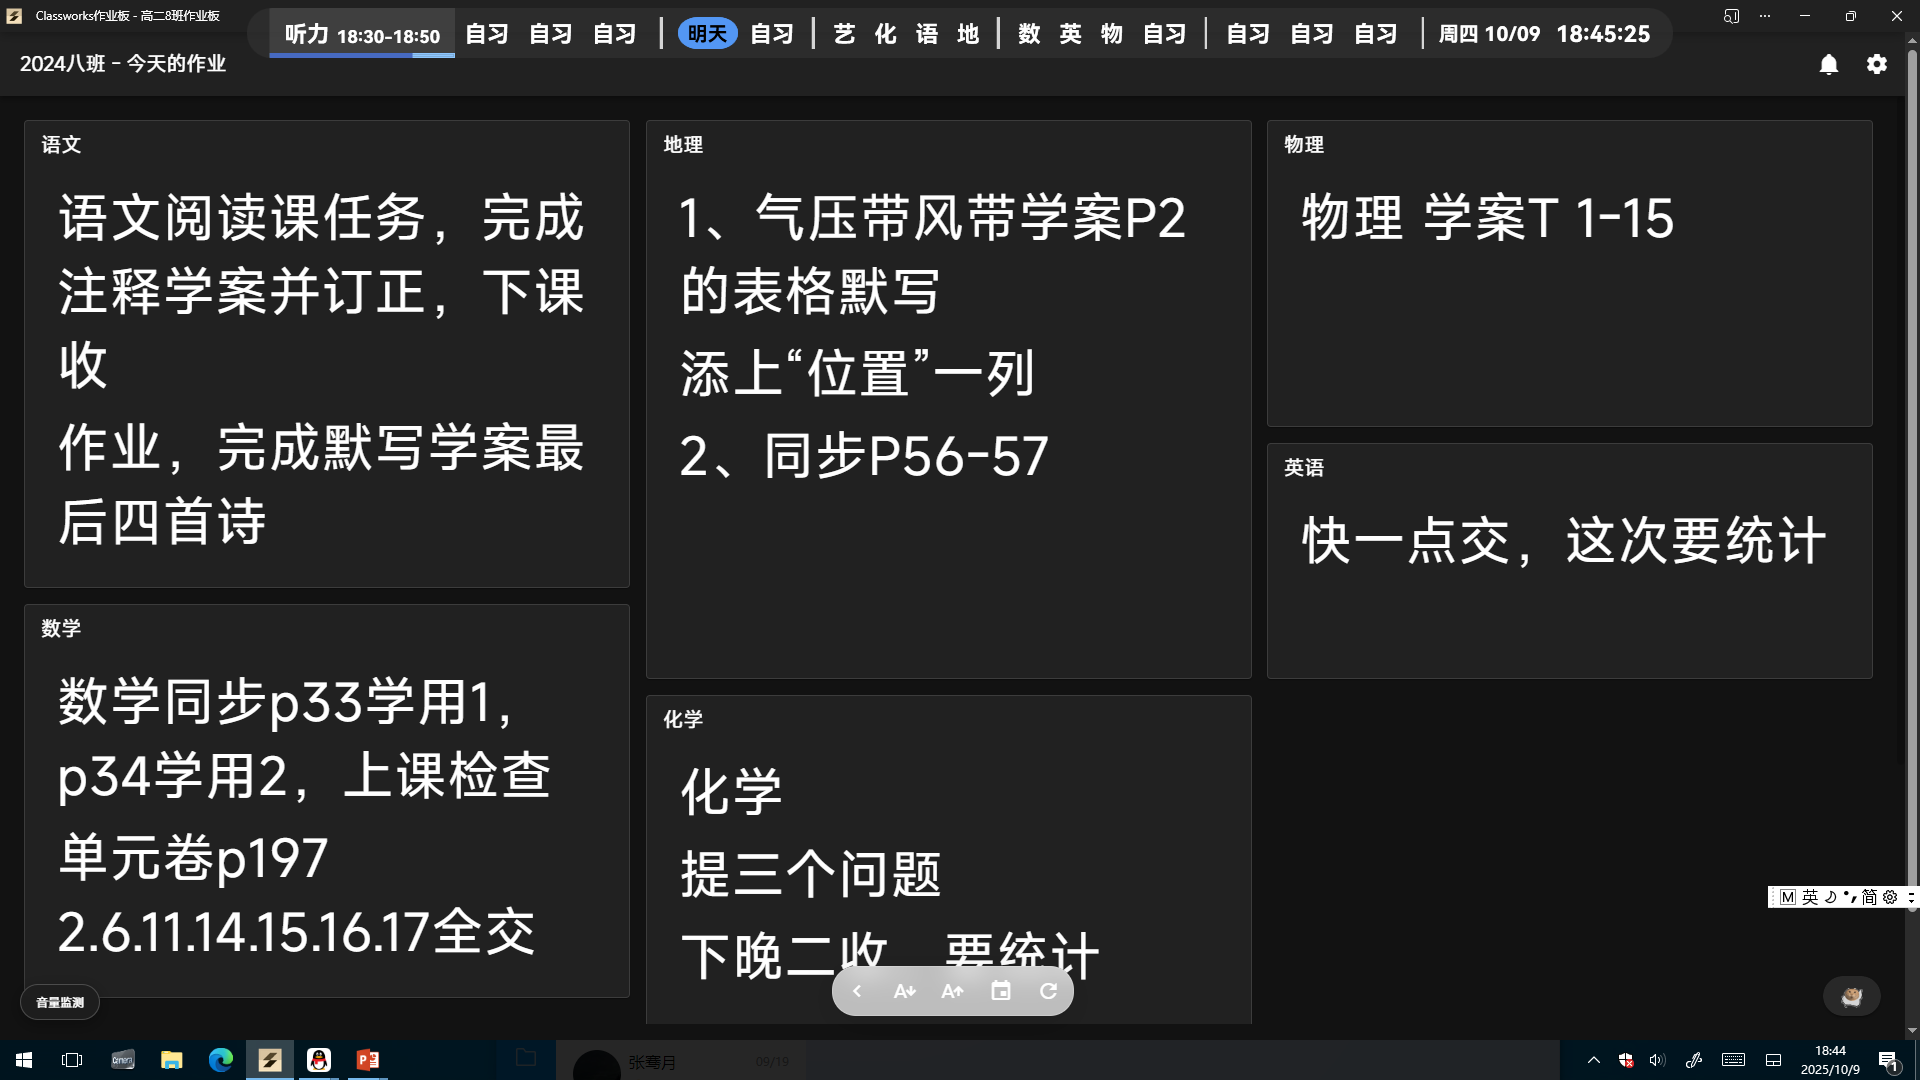 Classworks作业板 - 高二8班作业板
听力 18:30-18:50 自习 自习 自习 | 明天 自习 | 艺 化 语 地 | 数 英 物 自习 | 自习 自习 自习 | 周四 10/09 18:45:25
2024八班 - 今天的作业
语文
语文阅读课任务，完成
注释学案并订正，下课
收
作业，完成默写学案最
后四首诗
数学
数学同步p33学用1，
p34学用2，上课检查
单元卷p197
2.6.11.14.15.16.17全交
地理
1、气压带风带学案P2
的表格默写
添上“位置”一列
2、同步P56-57
化学
化学
提三个问题
下晚二收 要统计
物理
物理 学案T 1-15
英语
快一点交，这次要统计
M 英 简
音量监测
A A
张骞月 09/19
18:44
2025/10/9
1